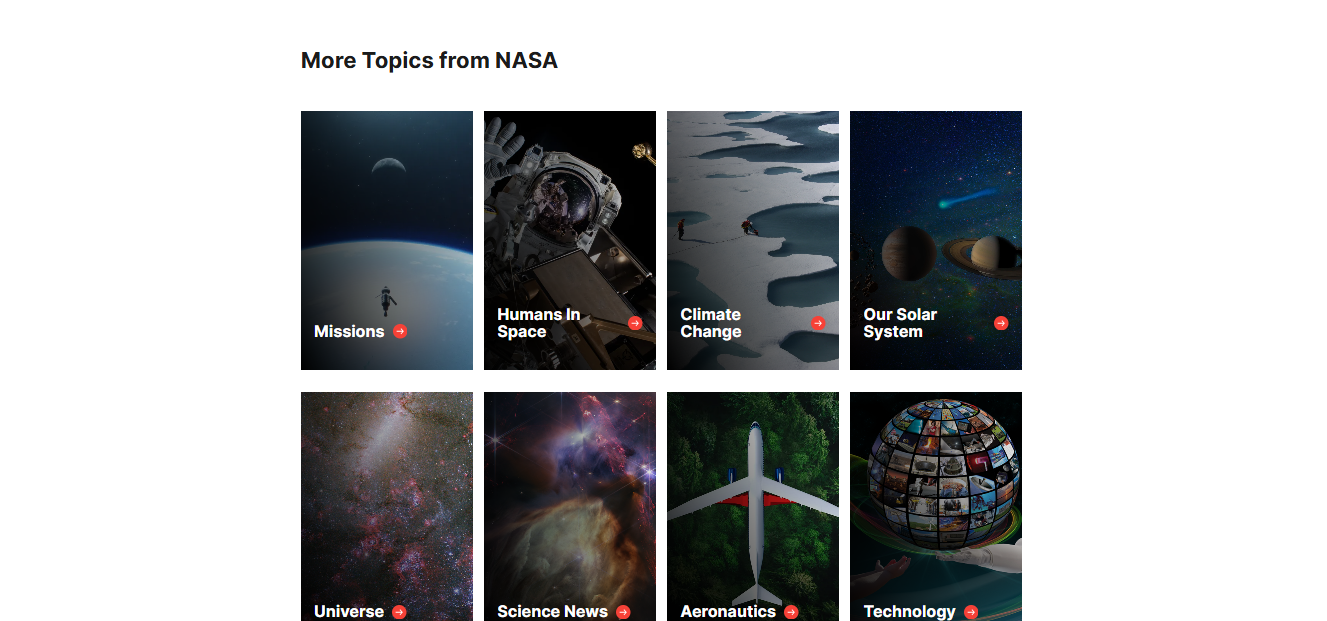 More Topics from NASA
Missions
Humans In
Space
Climate
Change
Our Solar
System
Universe
Science News
Aeronautics
Technology